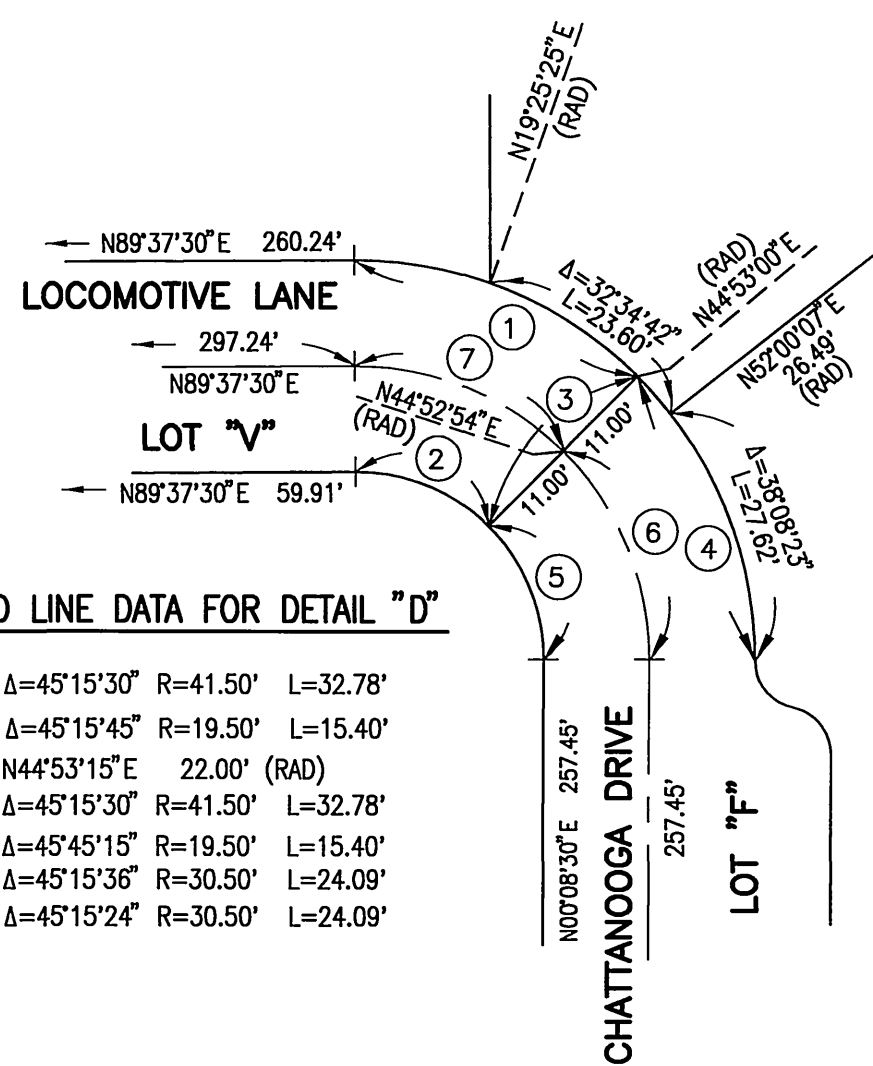 N19°25'25"E
(RAD)
N89°37'30"E 260.24'
LOCOMOTIVE LANE
Δ=32°34'42"
L=23.60'
(RAD)
N44°53'00"E
N52°00'07"E
26.49'
(RAD)
1
297.24'
7
N89°37'30"E
3
N44°52'54"E
(RAD)
LOT "V"
2
11.00'
11.00'
N89°37'30"E 59.91'
Δ=38°08'23"
L=27.62'
6
4
5
D LINE DATA FOR DETAIL "D"
Δ=45°15'30" R=41.50' L=32.78'
Δ=45°15'45" R=19.50' L=15.40'
N44°53'15"E 22.00' (RAD)
Δ=45°15'30" R=41.50' L=32.78'
Δ=45°45'15" R=19.50' L=15.40'
Δ=45°15'36" R=30.50' L=24.09'
Δ=45°15'24" R=30.50' L=24.09'
N00°08'30"E 257.45'
CHATTANOOGA DRIVE
257.45'
LOT "F"